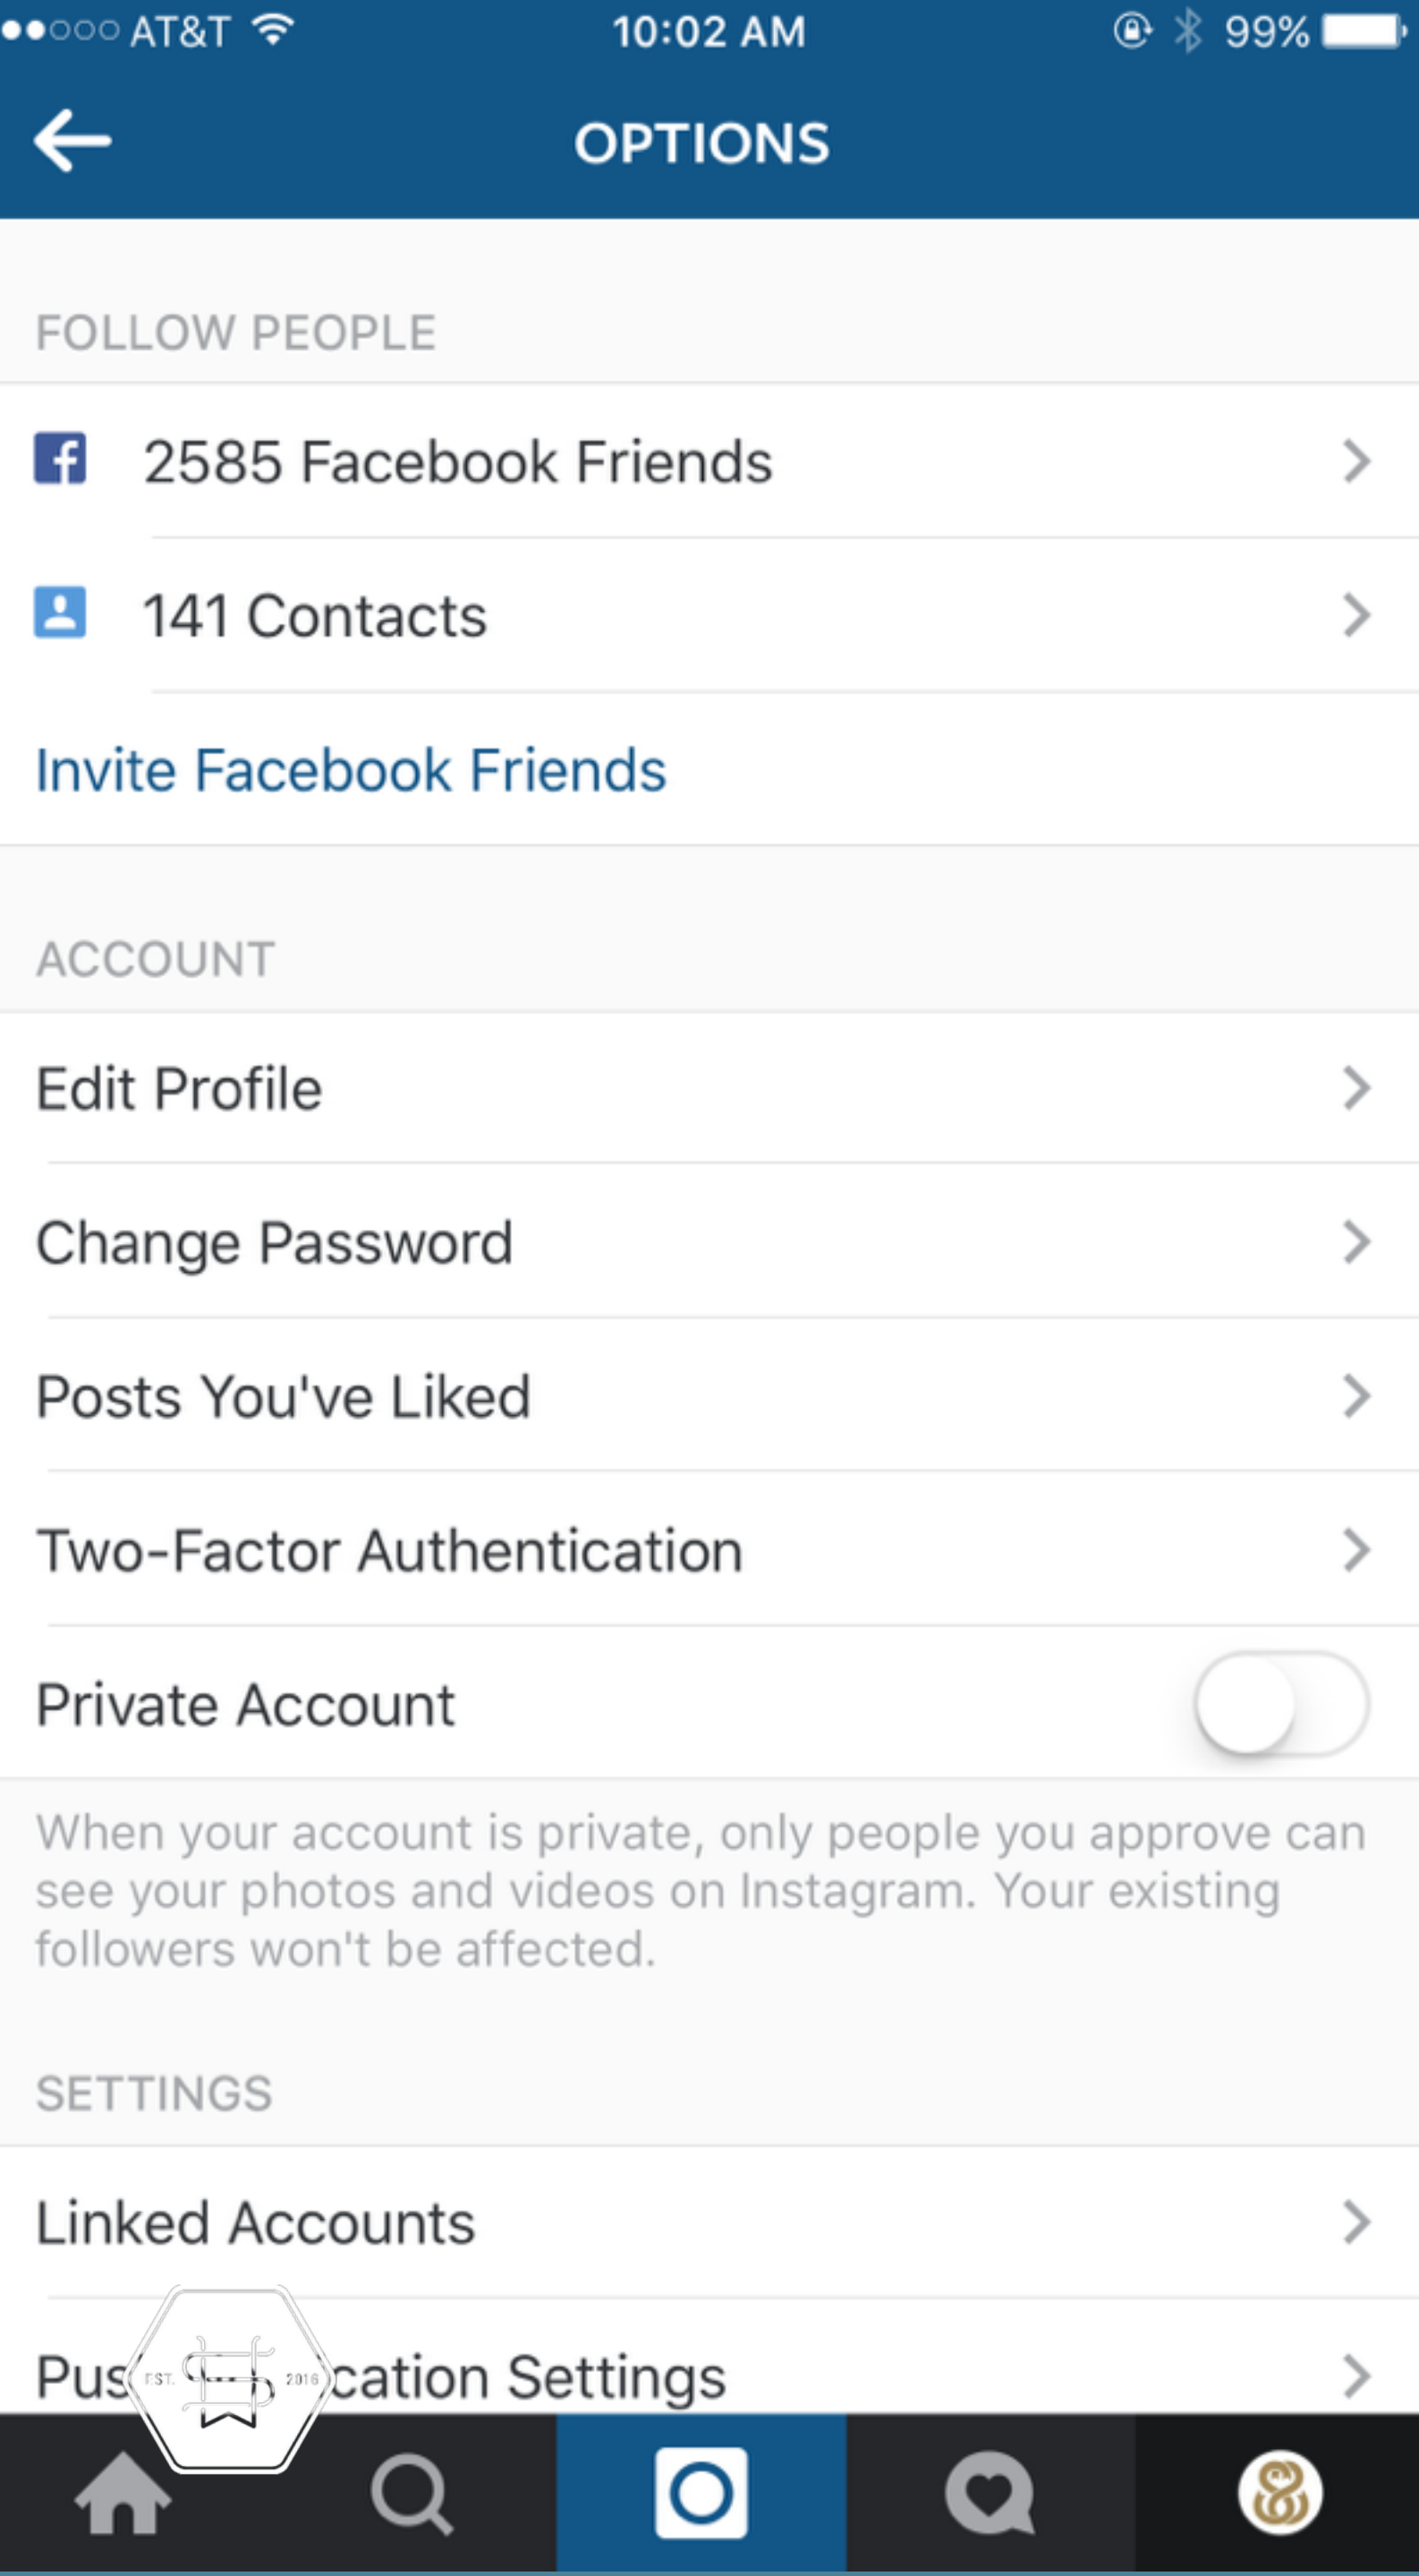 AT&T 10:02 AM 99%
OPTIONS
FOLLOW PEOPLE
2585 Facebook Friends
141 Contacts
Invite Facebook Friends
ACCOUNT
Edit Profile
Change Password
Posts You've Liked
Two-Factor Authentication
Private Account
When your account is private, only people you approve can
see your photos and videos on Instagram. Your existing
followers won't be affected.
SETTINGS
Linked Accounts
Pus cation Settings
EST. 2016